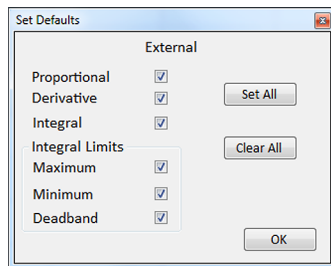 Set Defaults
External
Proportional
Derivative
Set All
Integral
Integral Limits
Clear All
Maximum
Minimum
Deadband
OK